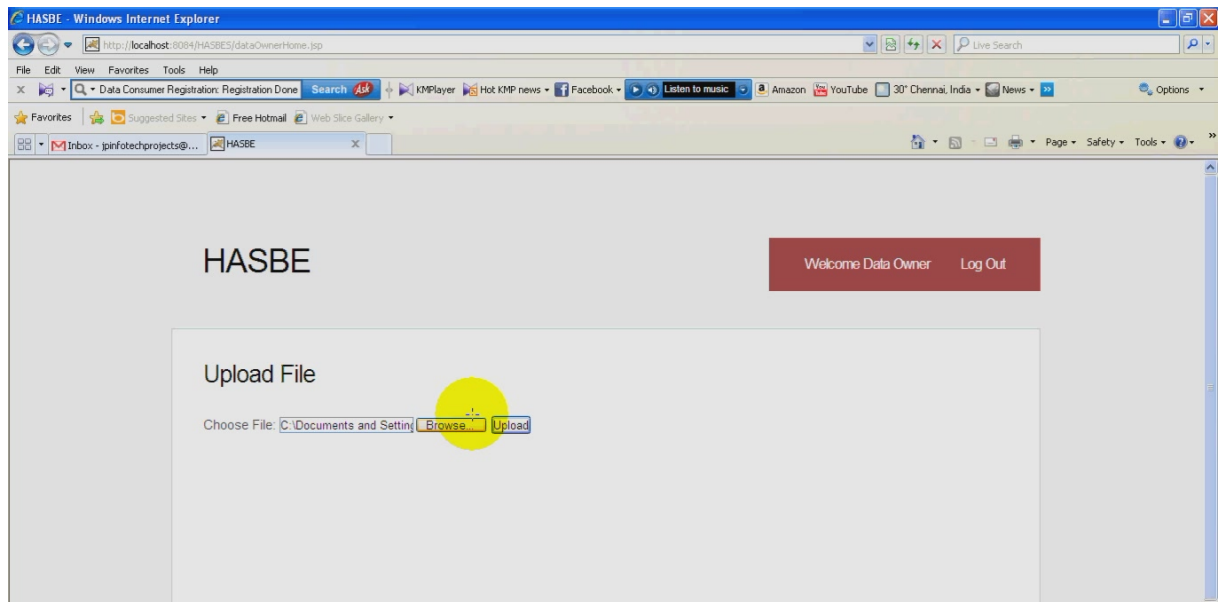 HASBE - Windows Internet Explorer
http://localhost:8084/HASBES/dataOwnerHome.jsp
Live Search
File Edit View Favorites Tools Help
x Data Consumer Registration: Registration Done Search Ask KMPlayer Hot KMP news Facebook Listen to music Amazon YouTube 30° Chennai, India News Options
Favorites Suggested Sites Free Hotmail Web Slice Gallery
Inbox - jpinfotechprojects@... HASBE x Page Safety Tools
HASBE
Welcome Data Owner Log Out
Upload File
Choose File: C:\Documents and Setting Browse... Upload